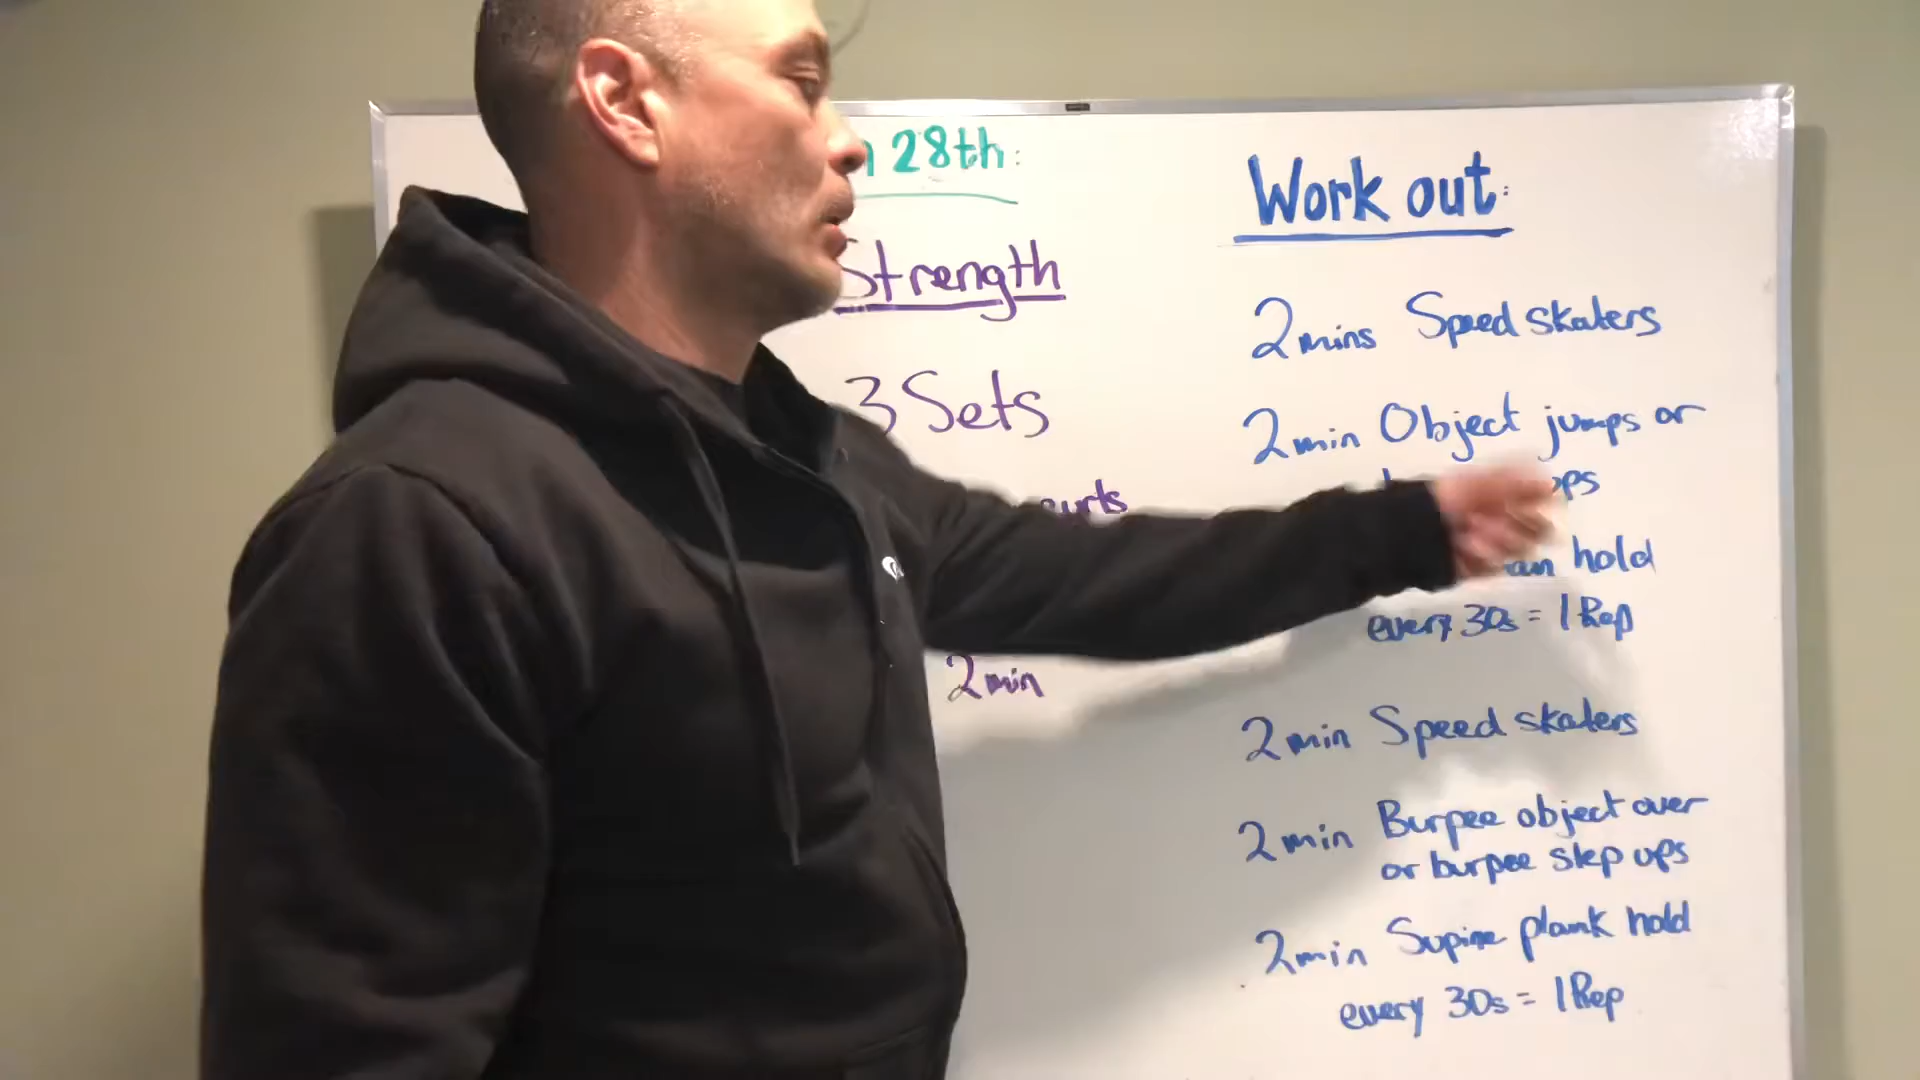 28th:
Strength
3 Sets
2 min
Work out:
2 mins Speed skaters
2 min Object jumps or
hold
every 30s = 1 Rep
2 min Speed skaters
2 min Burpee object over
or burpee step ups
2 min Supine plank hold
every 30s = 1 Rep